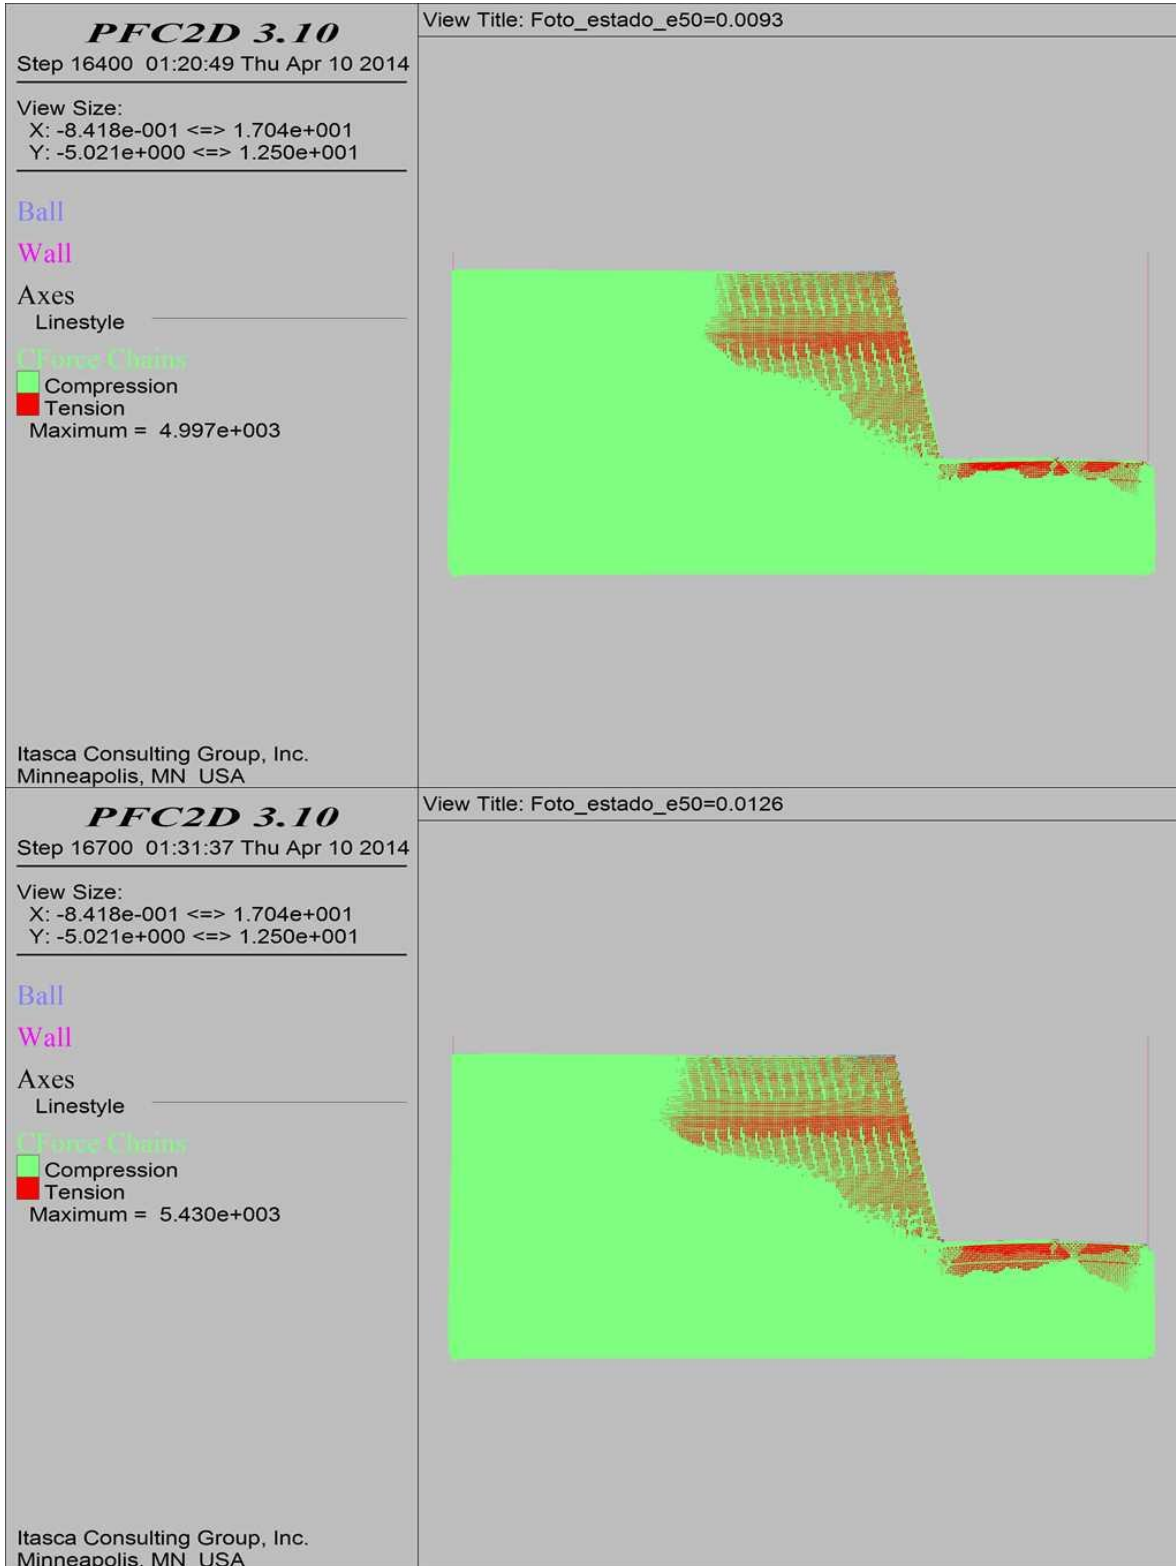 PFC2D 3.10
Step 16400 01:20:49 Thu Apr 10 2014
View Size:
X: -8.418e-001 <=> 1.704e+001
Y: -5.021e+000 <=> 1.250e+001
Ball
Wall
Axes
Linestyle
CForce Chains
Compression
Tension
Maximum = 4.997e+003
Itasca Consulting Group, Inc.
Minneapolis, MN USA
View Title: Foto_estado_e50=0.0093
PFC2D 3.10
Step 16700 01:31:37 Thu Apr 10 2014
View Size:
X: -8.418e-001 <=> 1.704e+001
Y: -5.021e+000 <=> 1.250e+001
Ball
Wall
Axes
Linestyle
CForce Chains
Compression
Tension
Maximum = 5.430e+003
Itasca Consulting Group, Inc.
Minneapolis, MN USA
View Title: Foto_estado_e50=0.0126